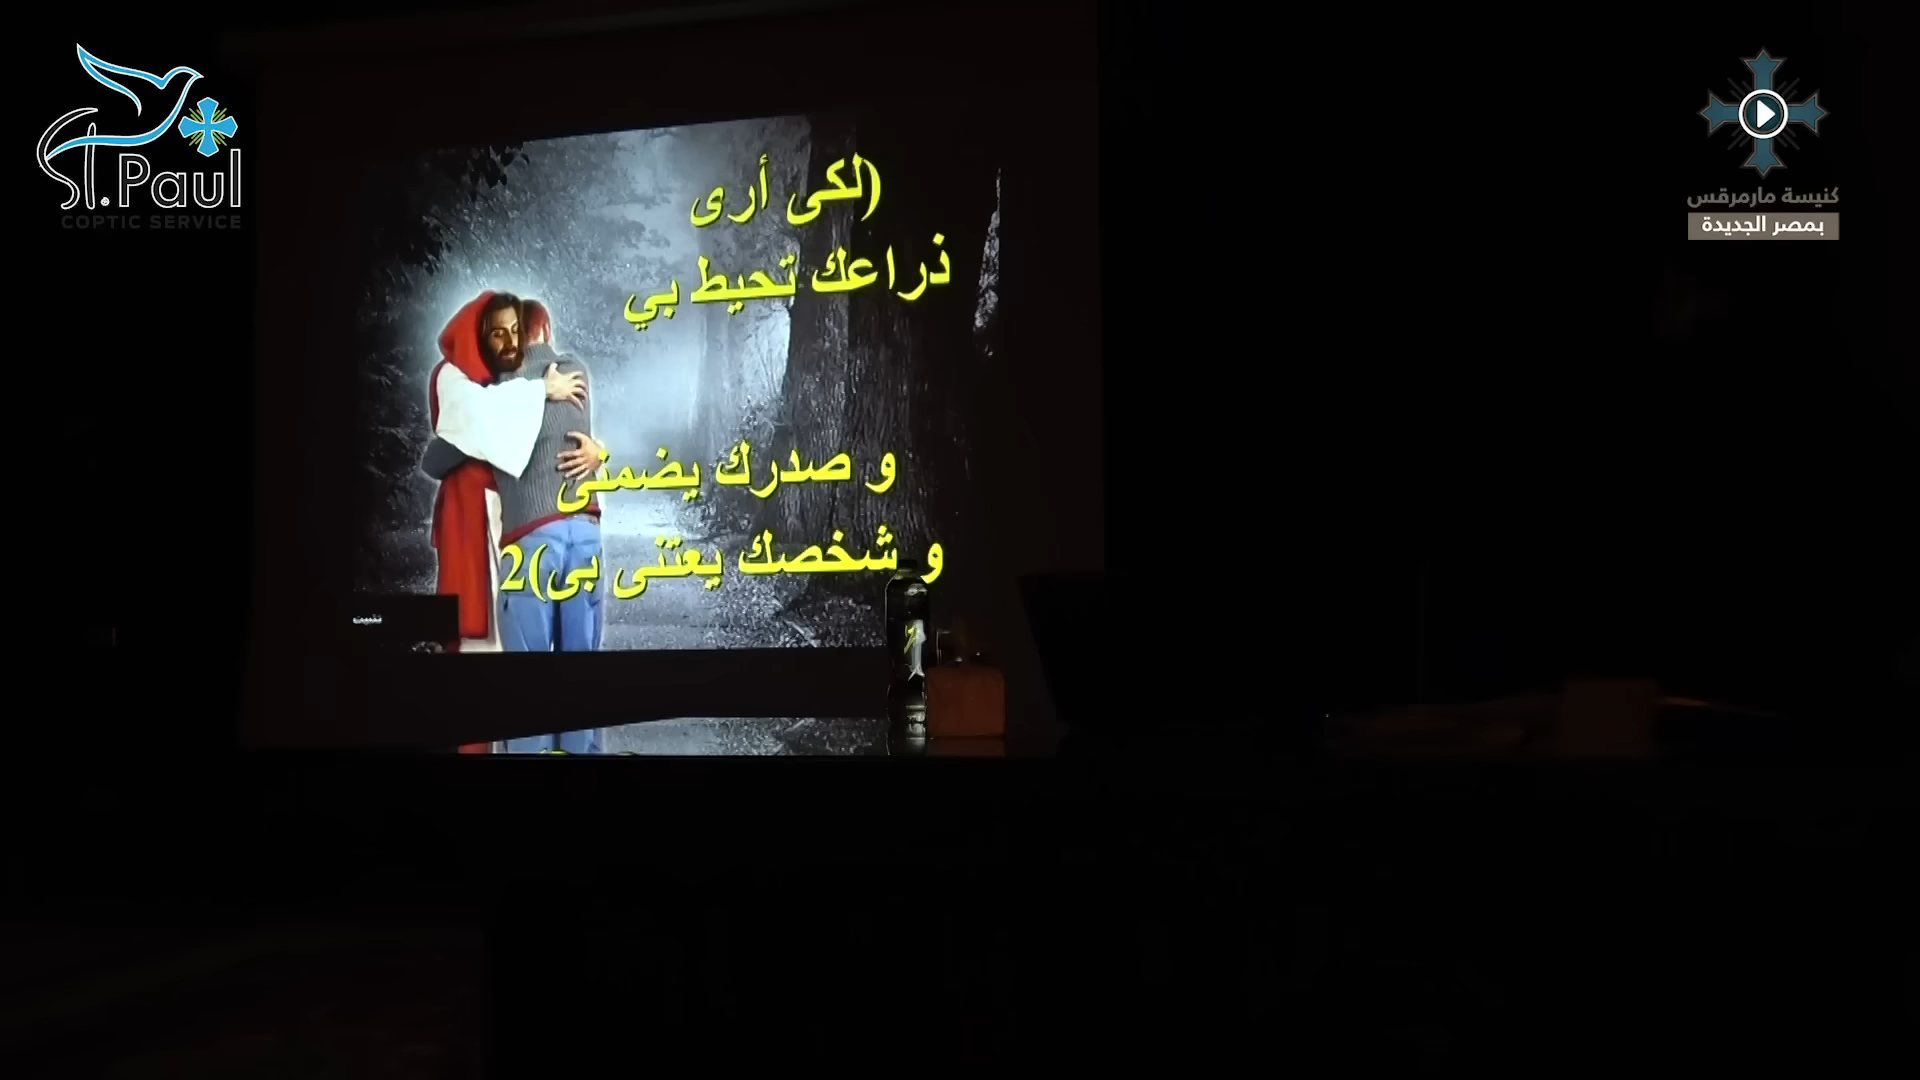 St. Paul
COPTIC SERVICE
كنيسة مارمرقس
بمصر الجديدة
(لكى أرى
ذراعك تحيط بي
و صدرك يضمنى
و شخصك يعتنى بى)2
تثبيت